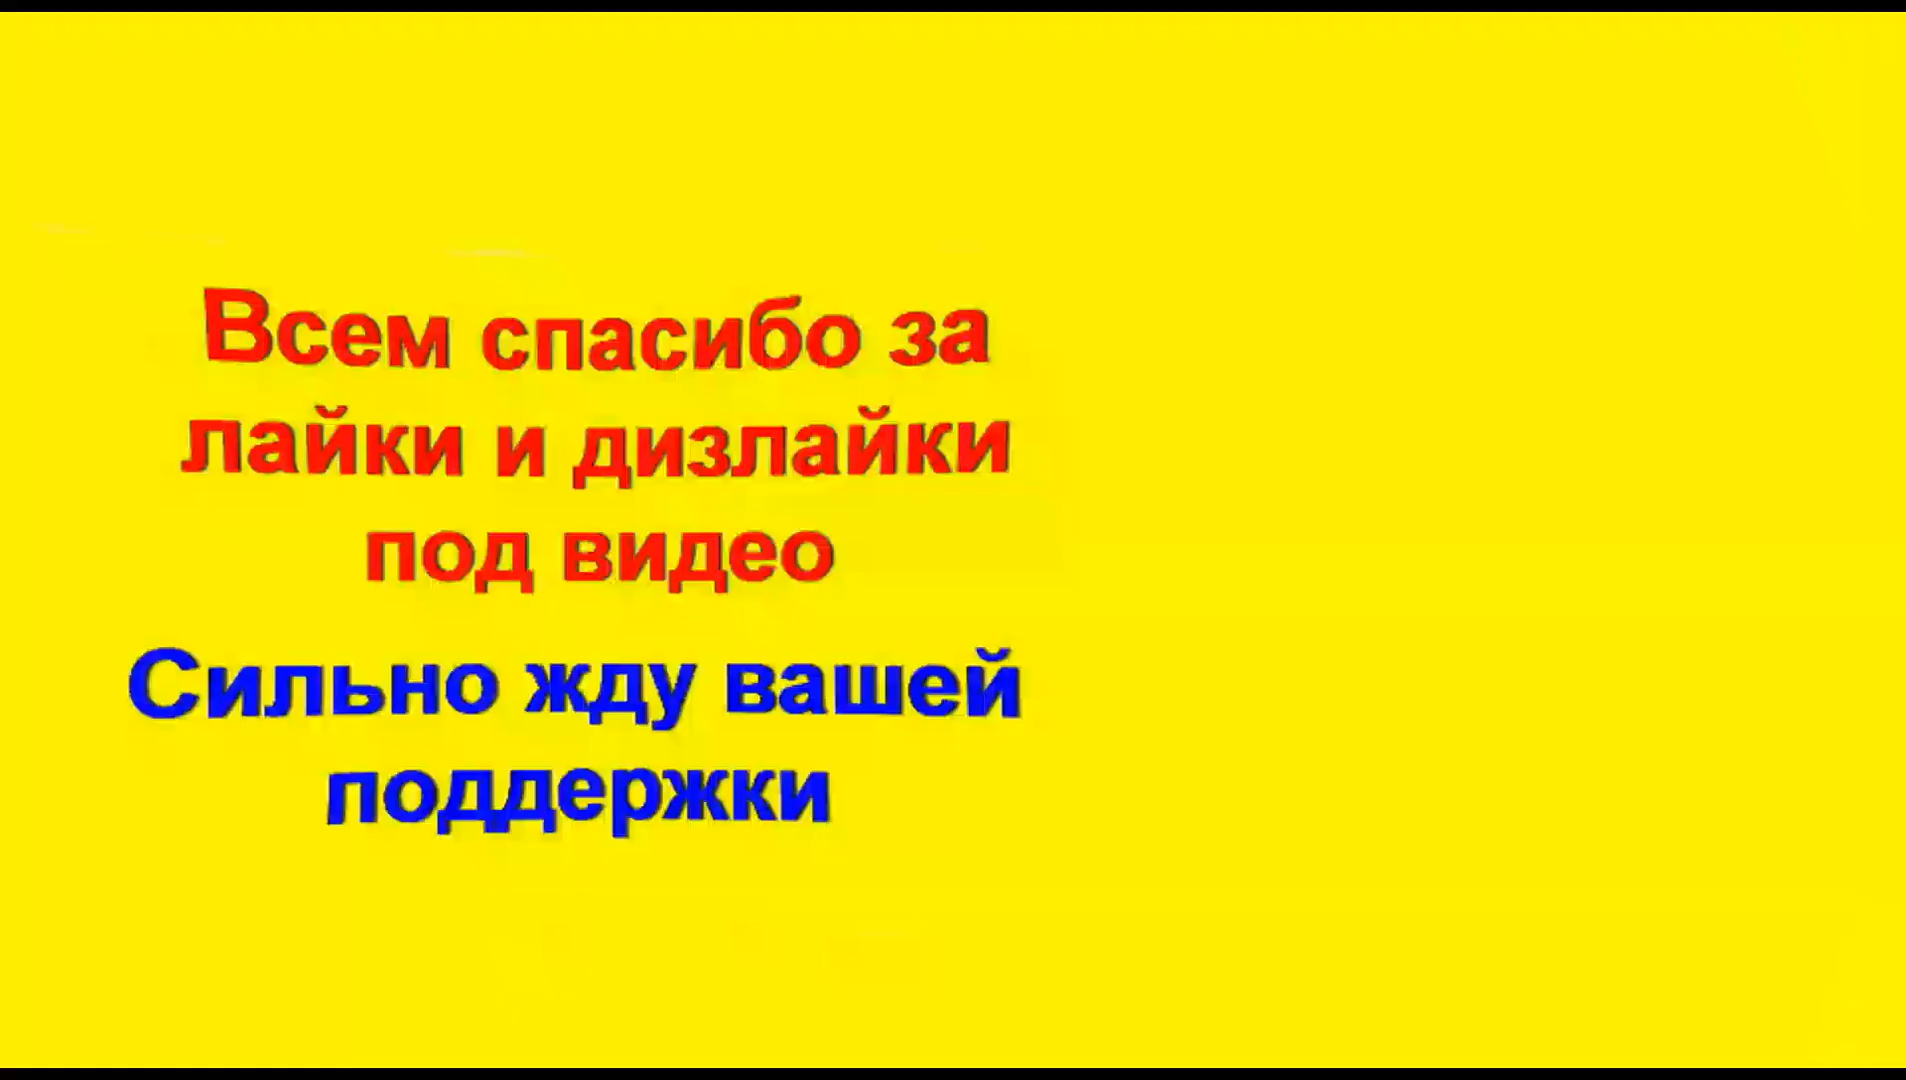 Всем спасибо за
лайки и дизлайки
под видео
Сильно жду вашей
поддержки